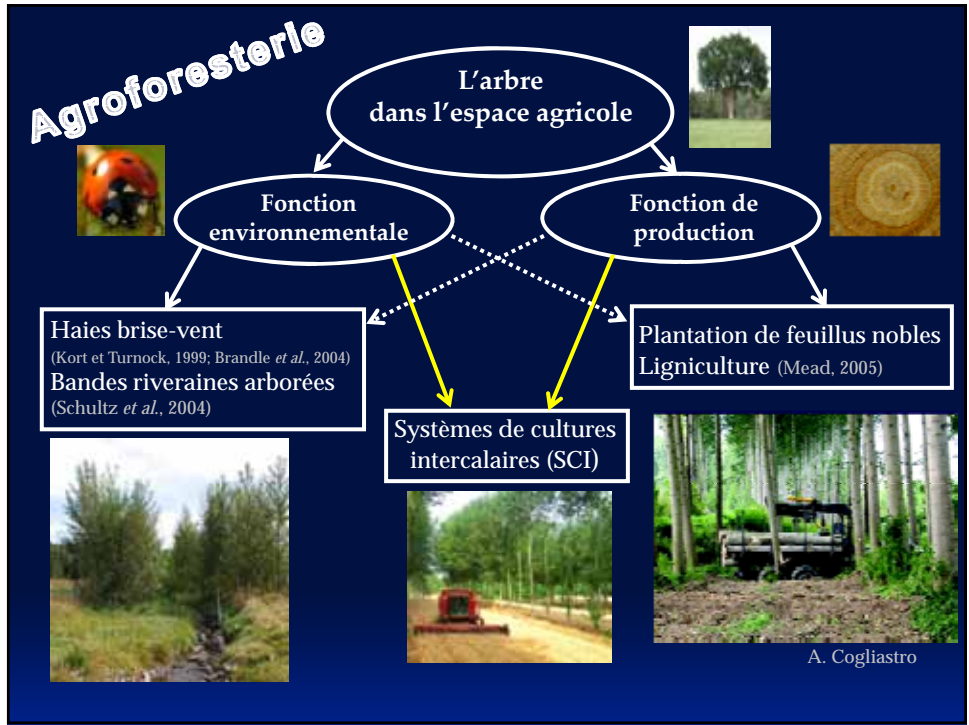 Agroforesterie
L'arbre
dans l'espace agricole
Fonction
environnementale
Fonction de
production
Haies brise-vent
(Kort et Turnock, 1999; Brandle et al., 2004)
Bandes riveraines arborées
(Schultz et al., 2004)
Plantation de feuillus nobles
Ligniculture (Mead, 2005)
Systèmes de cultures
intercalaires (SCI)
A. Cogliastro